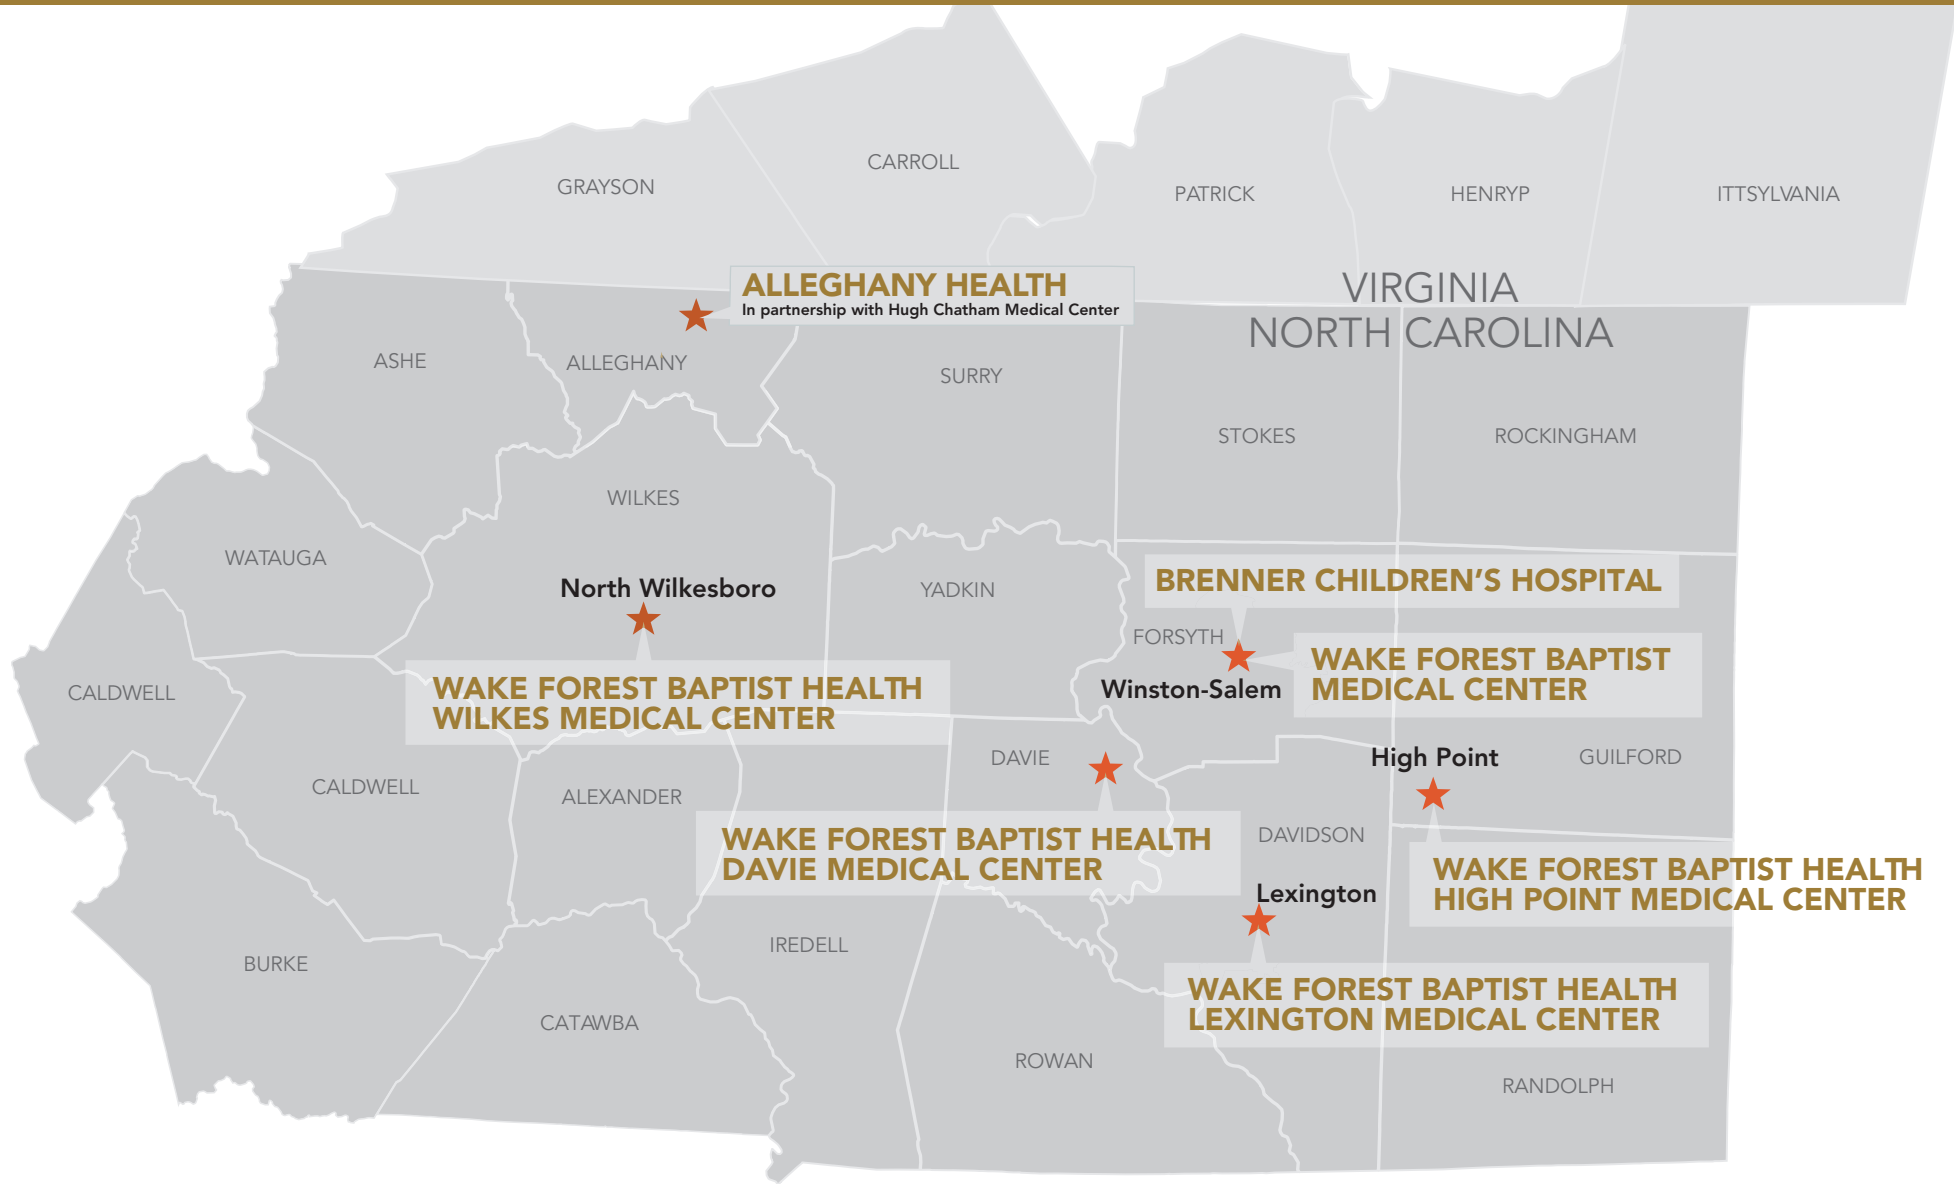 CARROLL
GRAYSON
PATRICK
HENRYP
ITTSYLVANIA
ALLEGHANY HEALTH
In partnership with Hugh Chatham Medical Center
VIRGINIA
NORTH CAROLINA
ASHE
ALLEGHANY
SURRY
STOKES
ROCKINGHAM
WILKES
WATAUGA
North Wilkesboro
YADKIN
BRENNER CHILDREN’S HOSPITAL
FORSYTH
WAKE FOREST BAPTIST
MEDICAL CENTER
Winston-Salem
CALDWELL
WAKE FOREST BAPTIST HEALTH
WILKES MEDICAL CENTER
DAVIE
High Point
GUILFORD
CALDWELL
ALEXANDER
WAKE FOREST BAPTIST HEALTH
DAVIE MEDICAL CENTER
DAVIDSON
WAKE FOREST BAPTIST HEALTH
HIGH POINT MEDICAL CENTER
Lexington
IREDELL
BURKE
WAKE FOREST BAPTIST HEALTH
LEXINGTON MEDICAL CENTER
CATAWBA
ROWAN
RANDOLPH